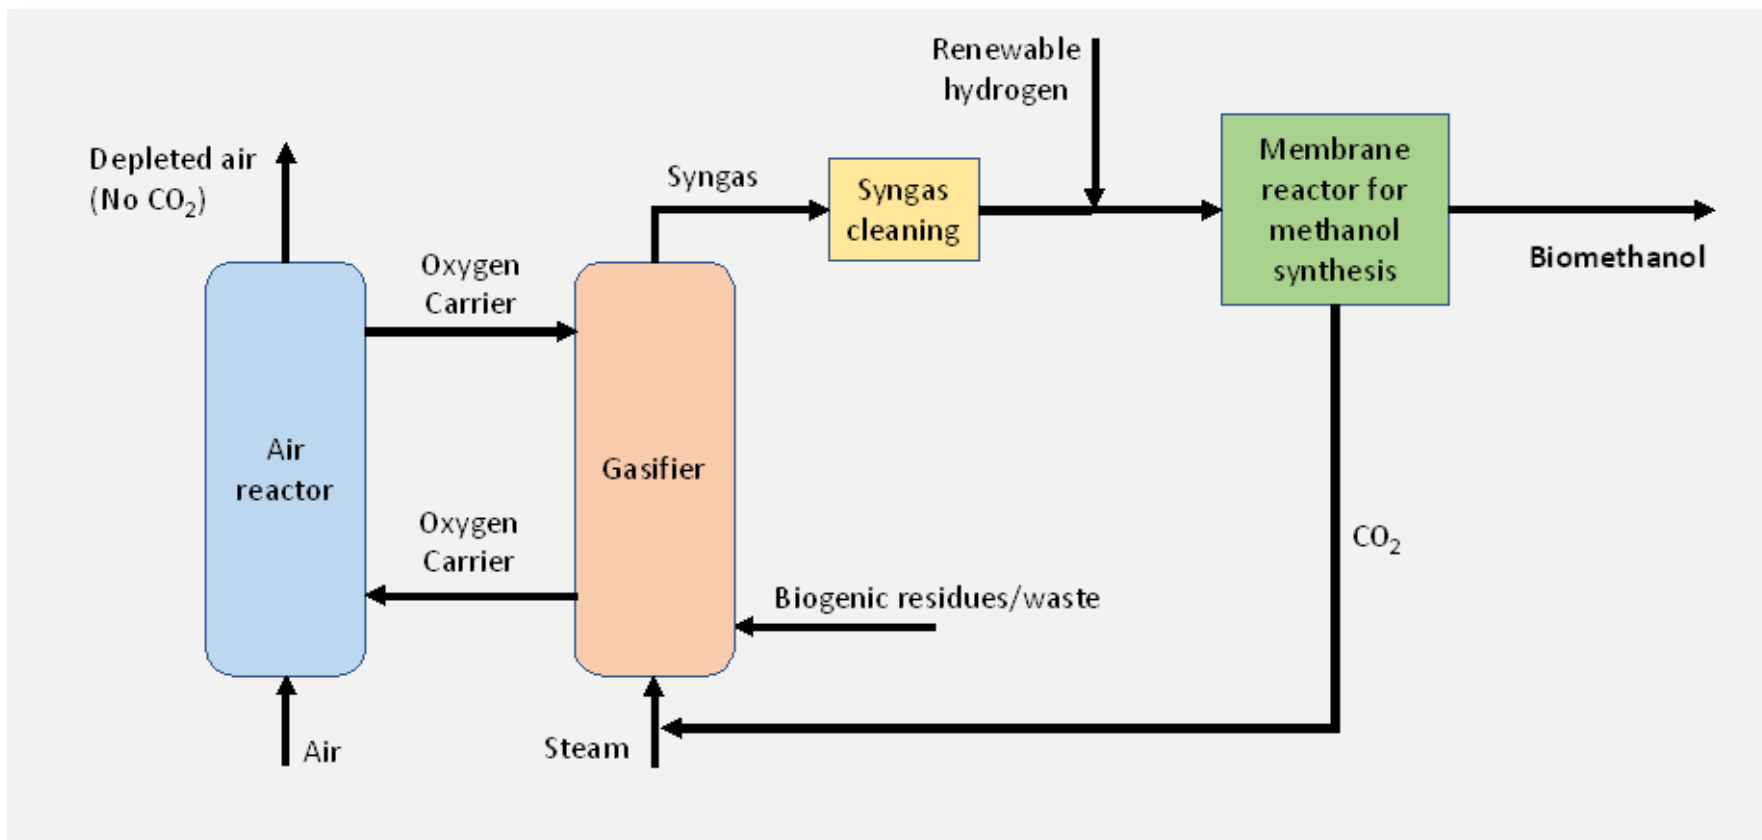 Renewable
hydrogen
Depleted air
(No CO₂)
Syngas
Syngas
cleaning
Membrane
reactor for
methanol
synthesis
Biomethanol
Oxygen
Carrier
Air
reactor
Gasifier
Oxygen
Carrier
CO₂
Biogenic residues/waste
Air
Steam